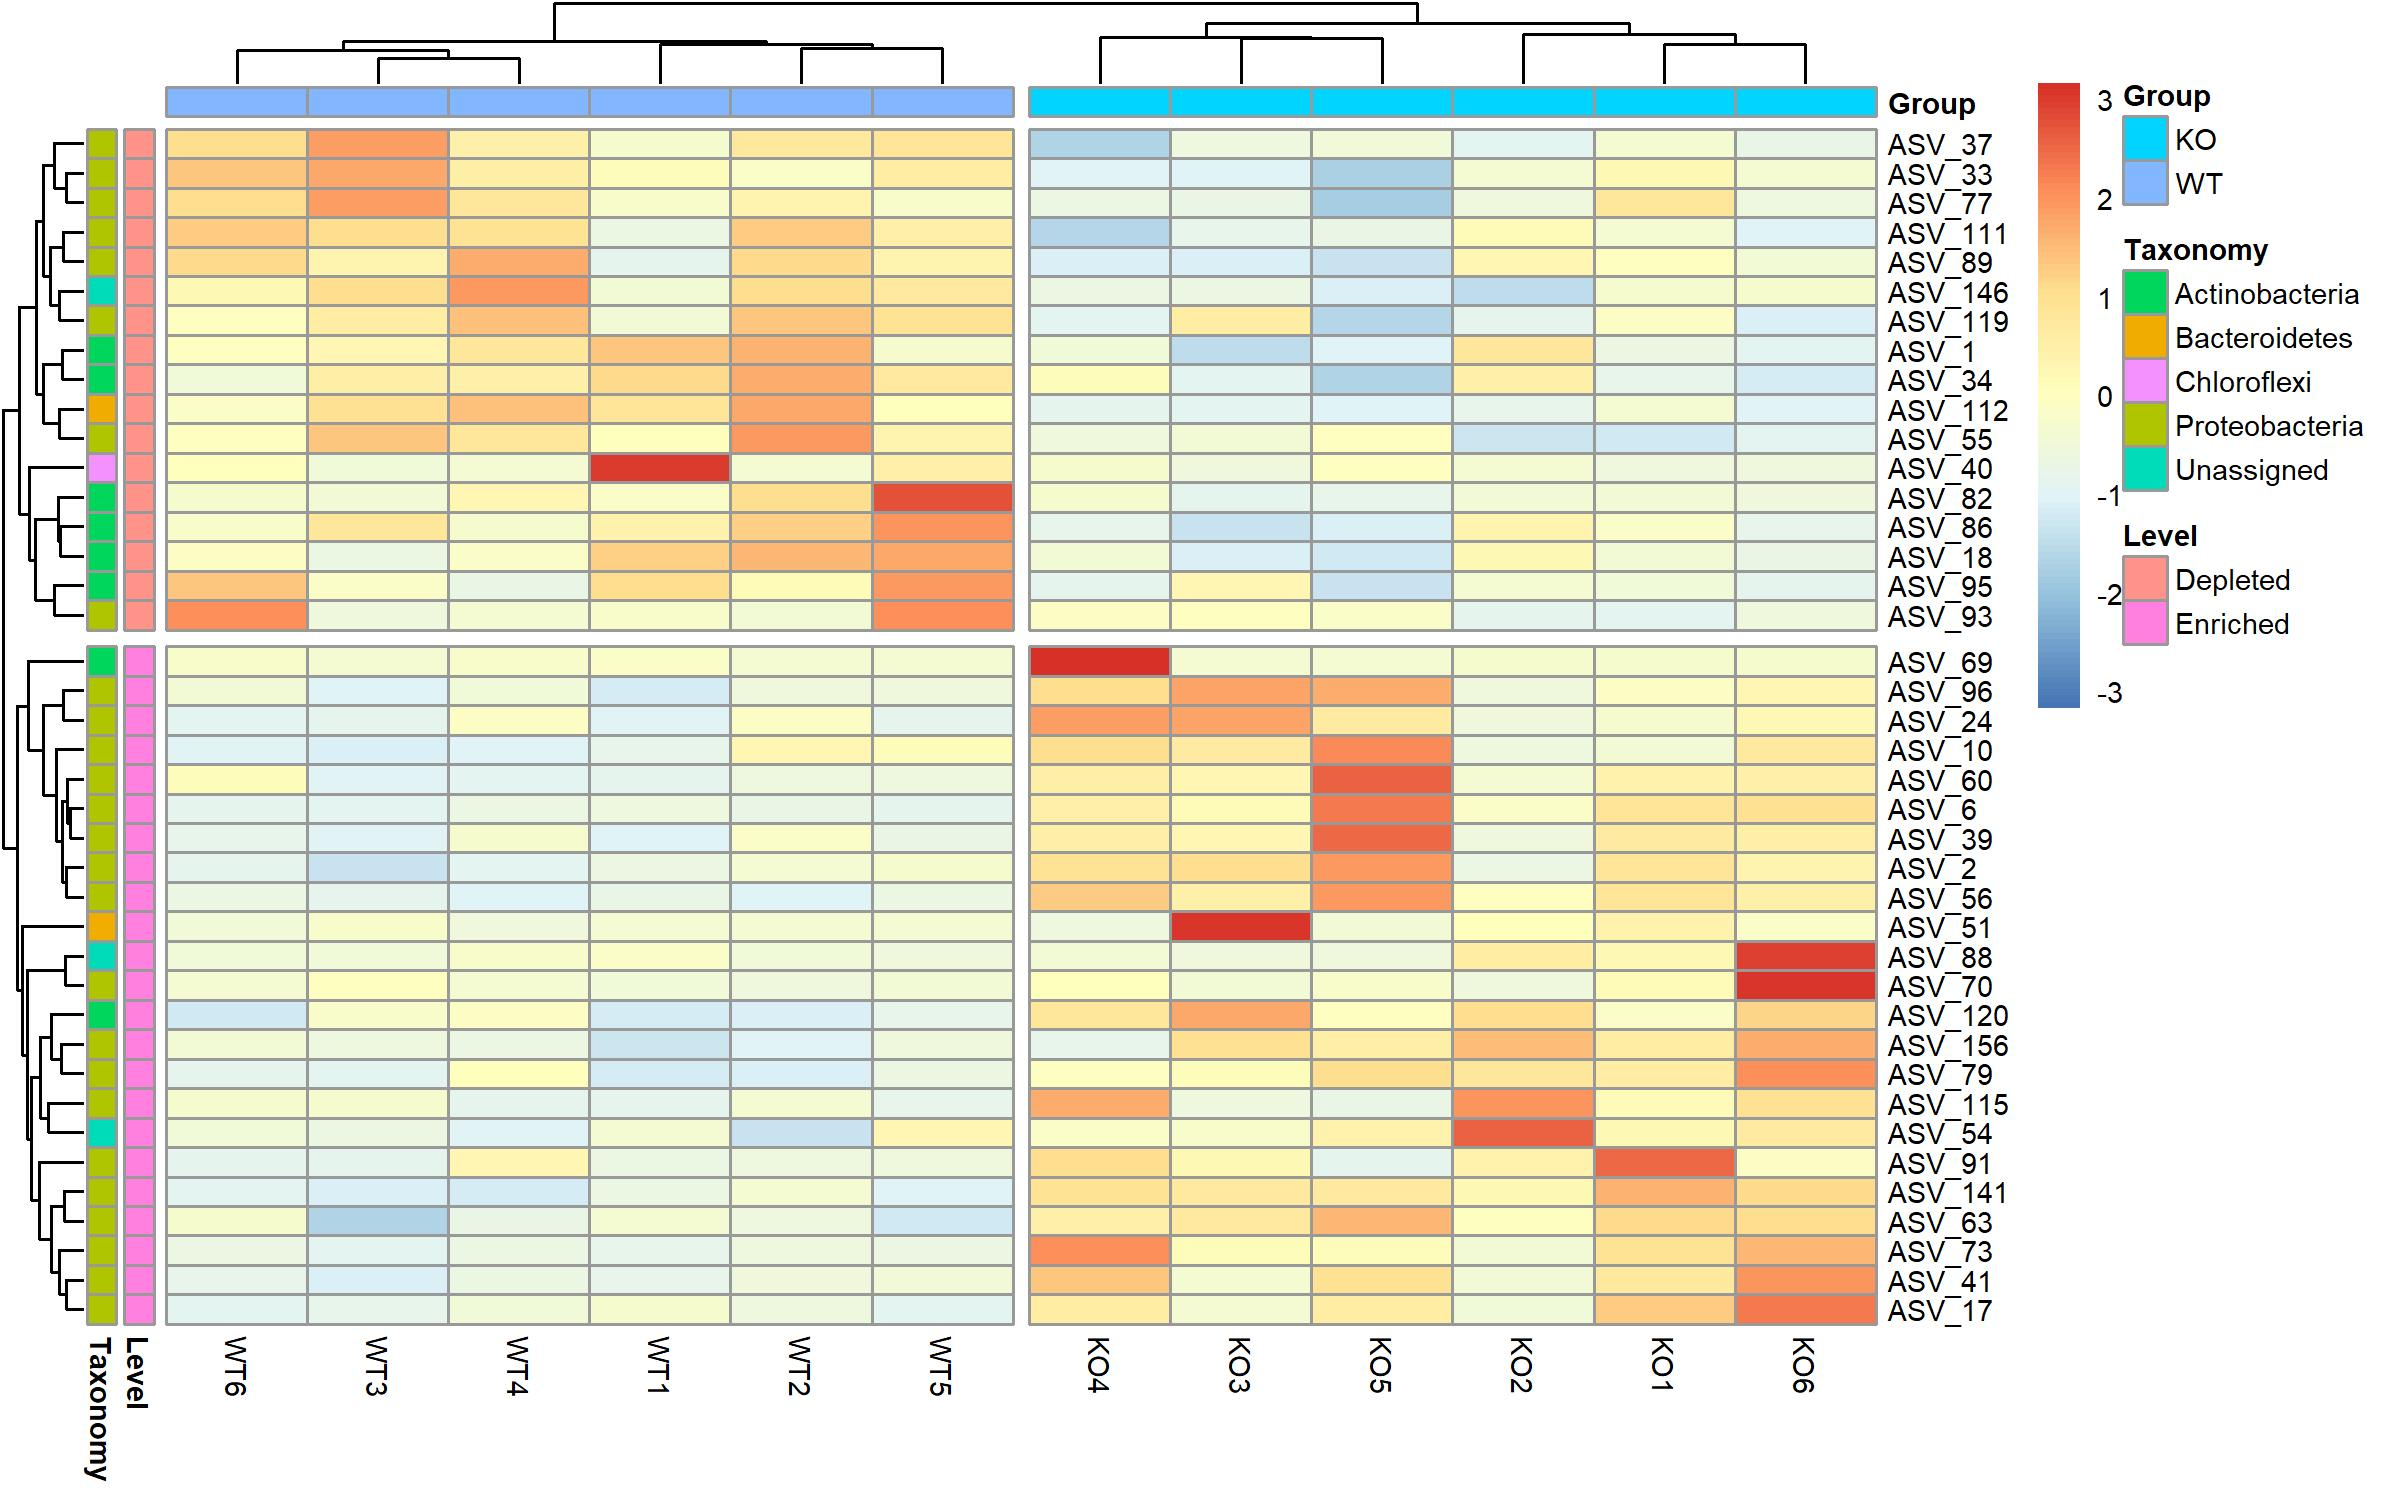 Group
ASV_37
ASV_33
ASV_77
ASV_111
ASV_89
ASV_146
ASV_119
ASV_1
ASV_34
ASV_112
ASV_55
ASV_40
ASV_82
ASV_86
ASV_18
ASV_95
ASV_93
ASV_69
ASV_96
ASV_24
ASV_10
ASV_60
ASV_6
ASV_39
ASV_2
ASV_56
ASV_51
ASV_88
ASV_70
ASV_120
ASV_156
ASV_79
ASV_115
ASV_54
ASV_91
ASV_141
ASV_63
ASV_73
ASV_41
ASV_17
Taxonomy
Level
WT6
WT3
WT4
WT1
WT2
WT5
KO4
KO3
KO5
KO2
KO1
KO6
3
2
1
0
-1
-2
-3
Group
KO
WT
Taxonomy
Actinobacteria
Bacteroidetes
Chloroflexi
Proteobacteria
Unassigned
Level
Depleted
Enriched